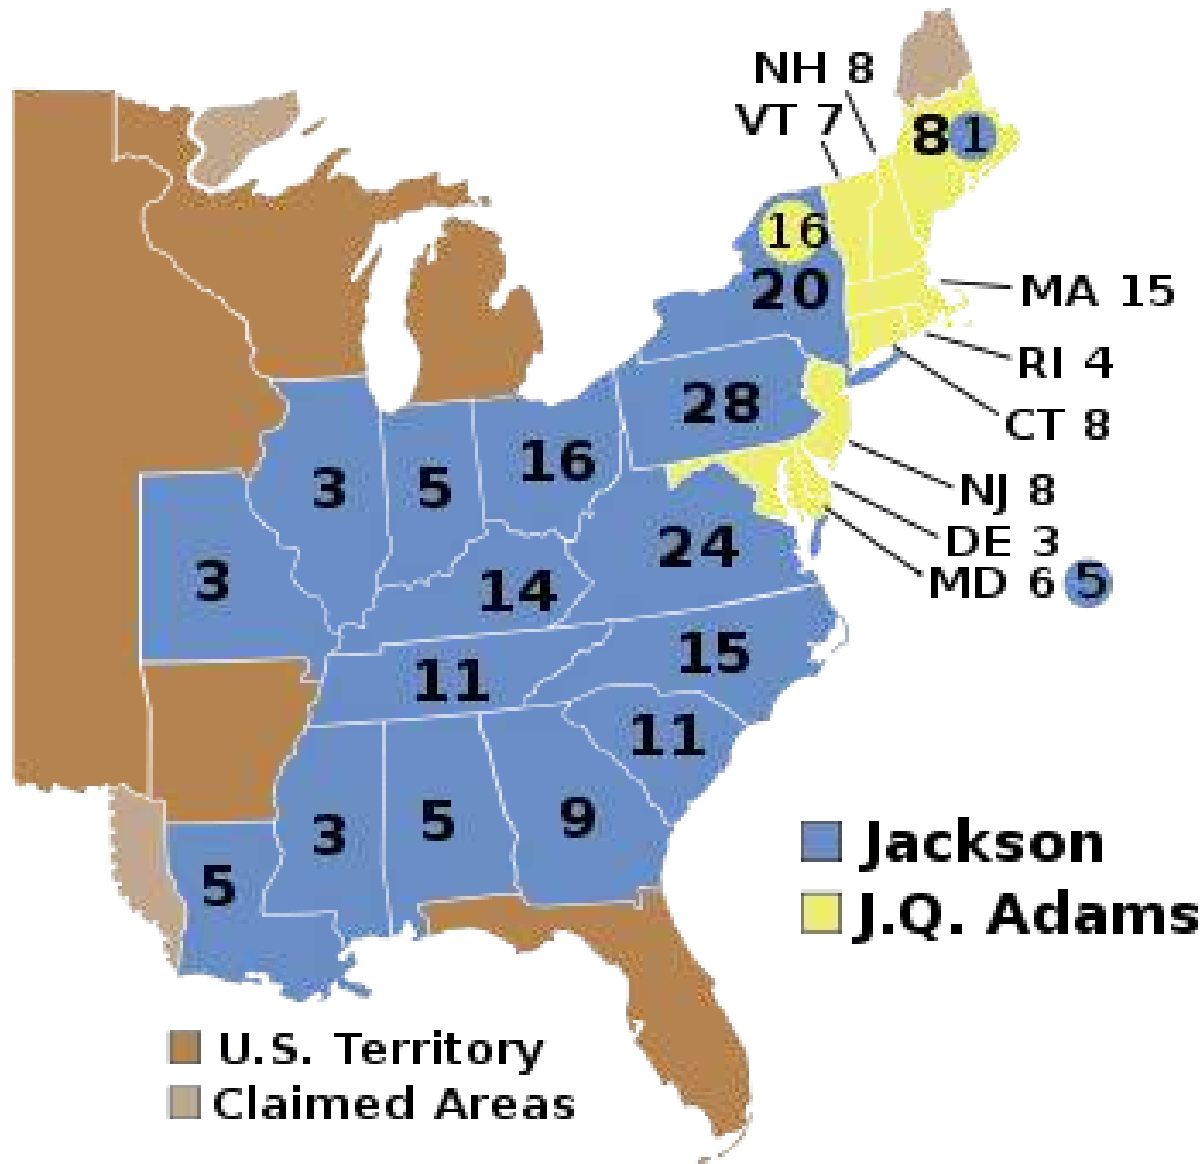 NH 8
VT 7
8 1
16
20
MA 15
RI 4
28
CT 8
16
3
5
NJ 8
24
DE 3
3
14
MD 6 5
15
11
11
9
5
3
Jackson
5
J.Q. Adams
U.S. Territory
Claimed Areas